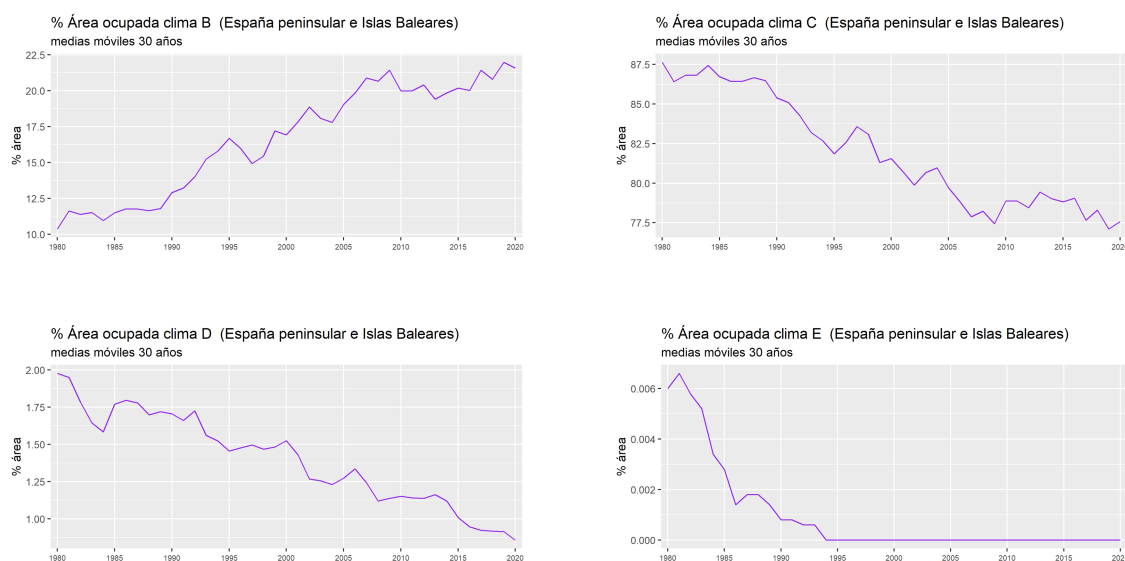 % Área ocupada clima B  (España peninsular e Islas Baleares)
medias móviles 30 años
% área
22.5
20.0
17.5
15.0
12.5
10.0
1980 1985 1990 1995 2000 2005 2010 2015 2020
% Área ocupada clima C  (España peninsular e Islas Baleares)
medias móviles 30 años
% área
87.5
85.0
82.5
80.0
77.5
1980 1985 1990 1995 2000 2005 2010 2015 202
% Área ocupada clima D  (España peninsular e Islas Baleares)
medias móviles 30 años
% área
2.00
1.75
1.50
1.25
1.00
1980 1985 1990 1995 2000 2005 2010 2015 2020
% Área ocupada clima E  (España peninsular e Islas Baleares)
medias móviles 30 años
% área
0.006
0.004
0.002
0.000
1980 1985 1990 1995 2000 2005 2010 2015 202